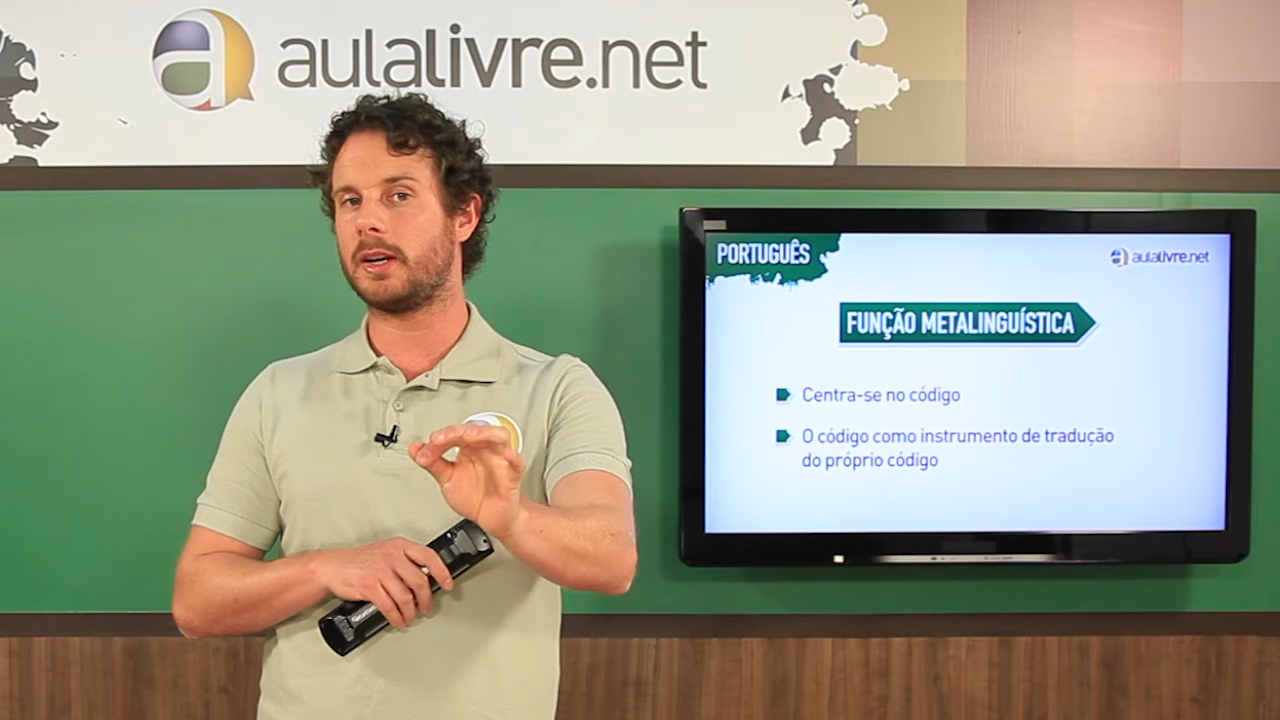 aulalivre.net
PORTUGUÊS
aulalivre.net
FUNÇÃO METALINGUÍSTICA
Centra-se no código
O código como instrumento de tradução
do próprio código